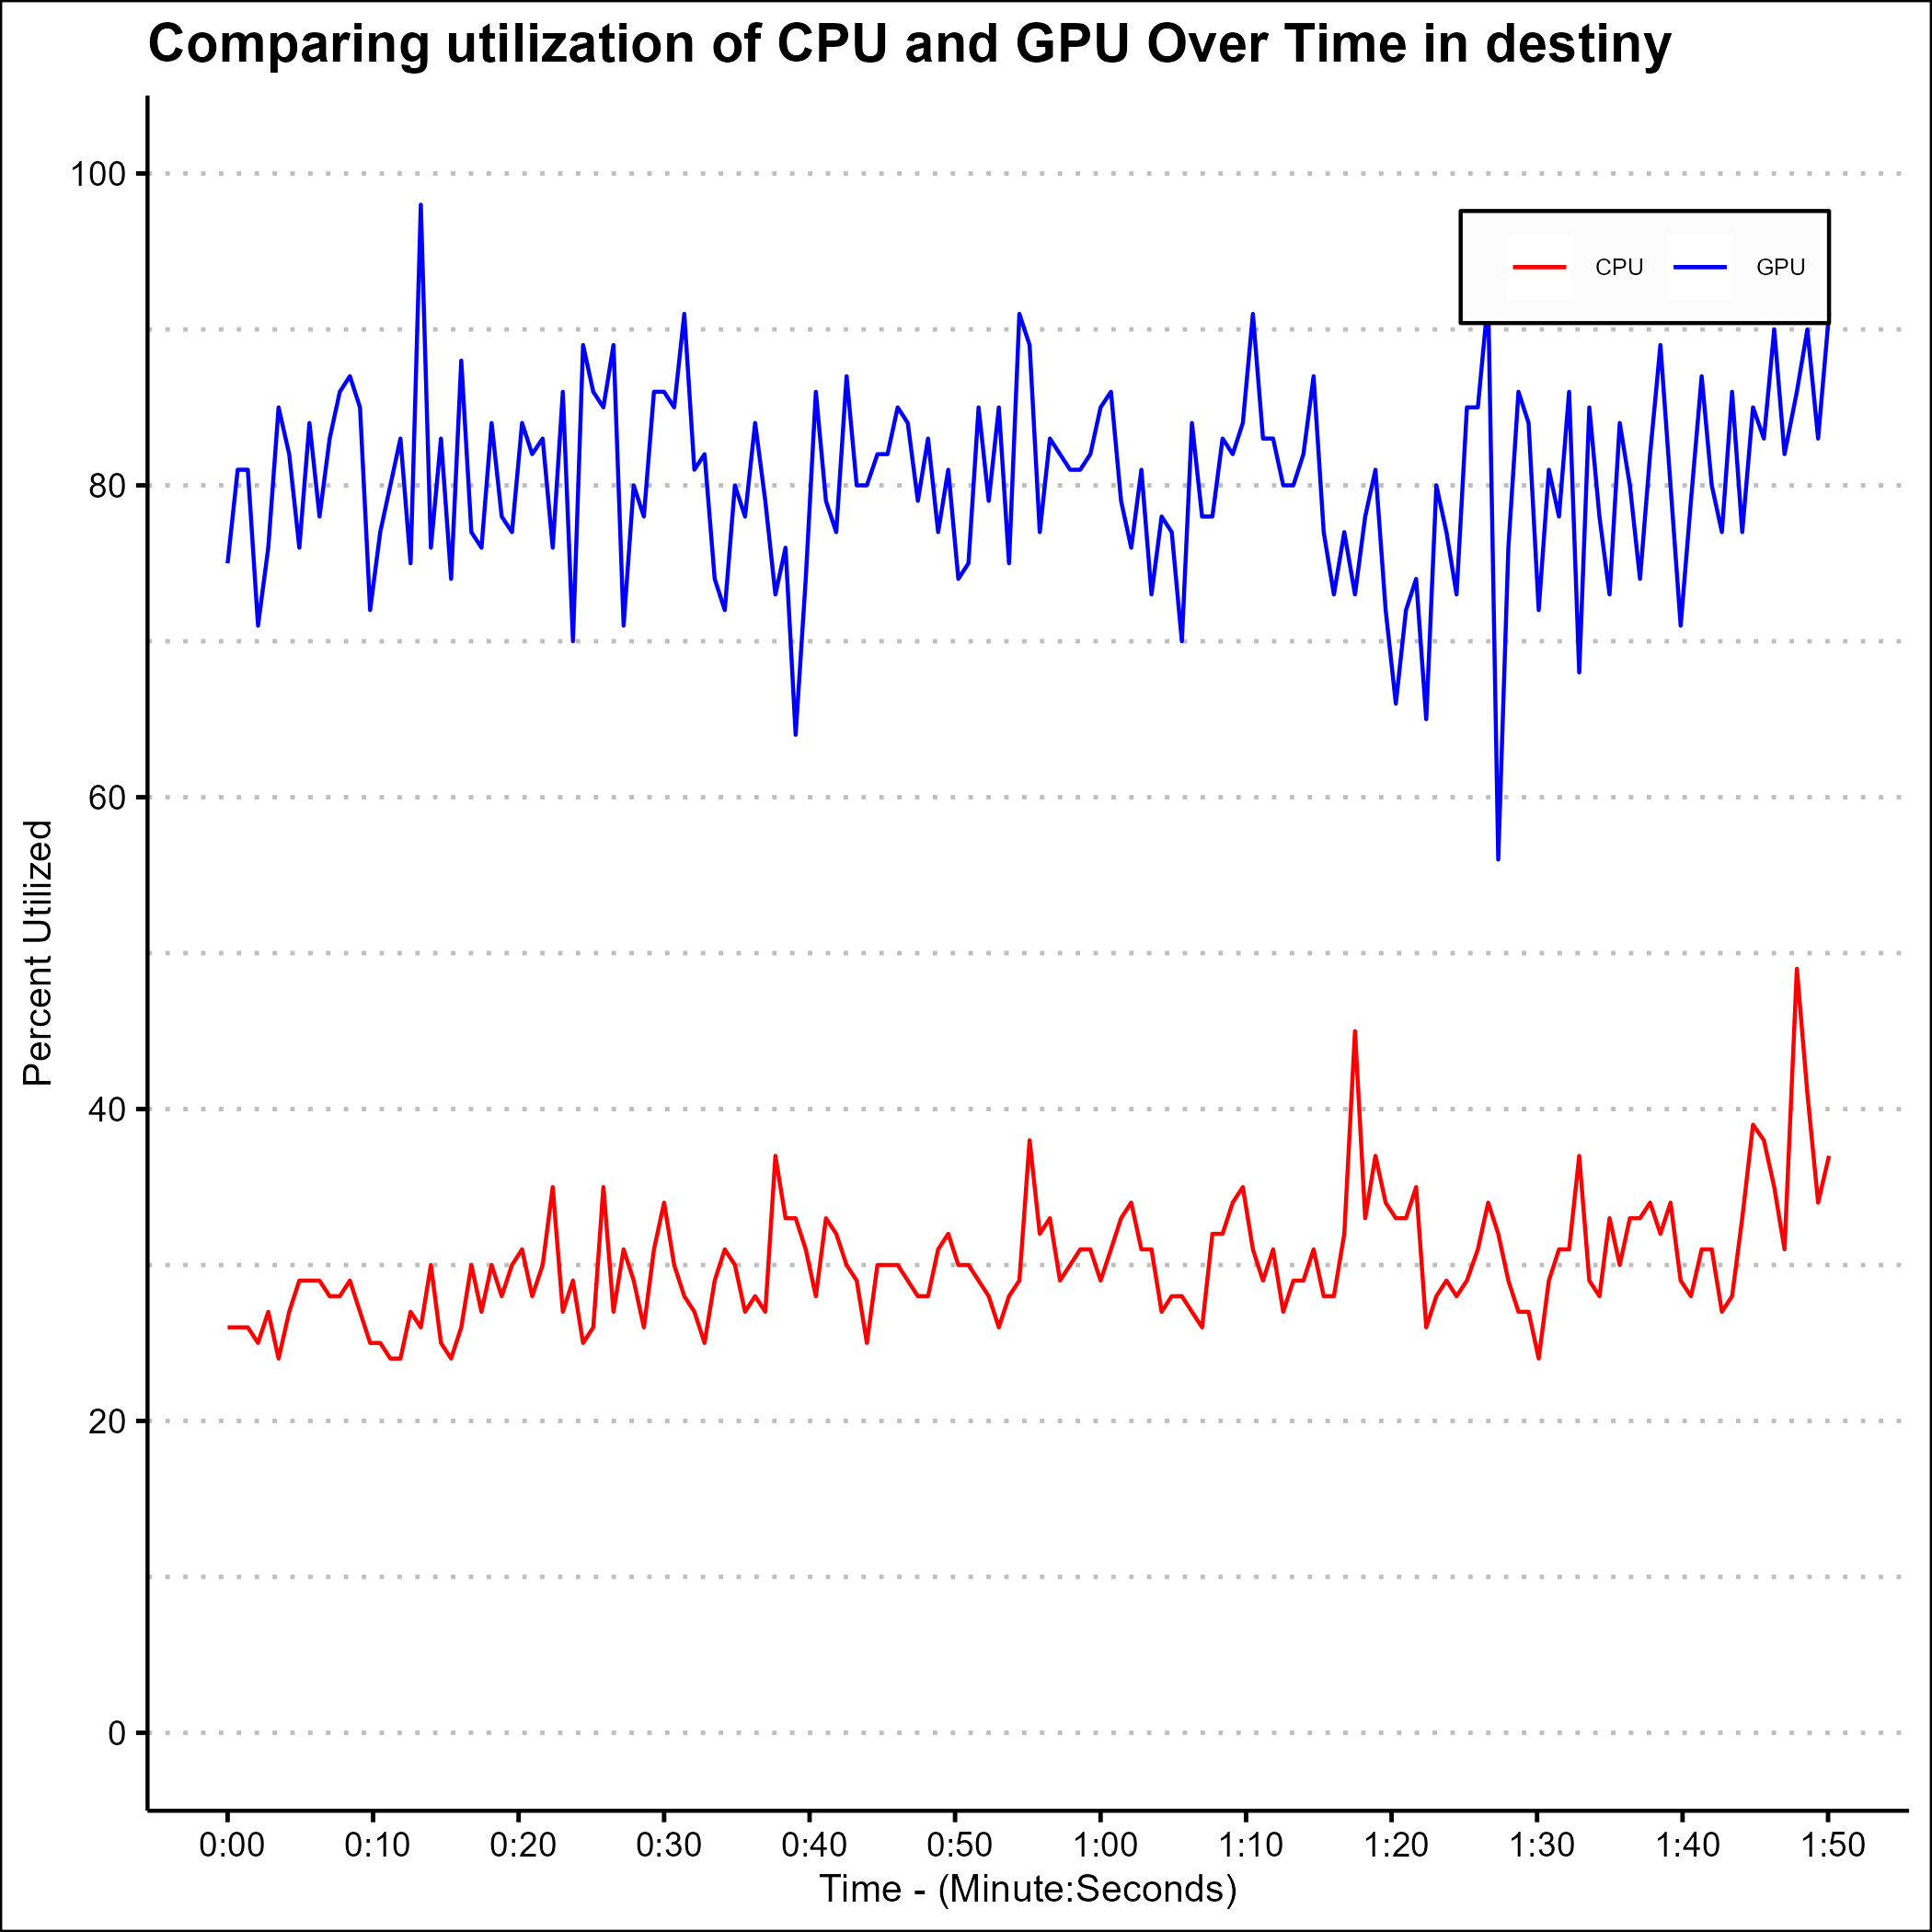 Comparing utilization of CPU and GPU Over Time in destiny
100
CPU GPU
80
60
Percent Utilized
40
20
0
0:00 0:10 0:20 0:30 0:40 0:50 1:00 1:10 1:20 1:30 1:40 1:50
Time - (Minute:Seconds)